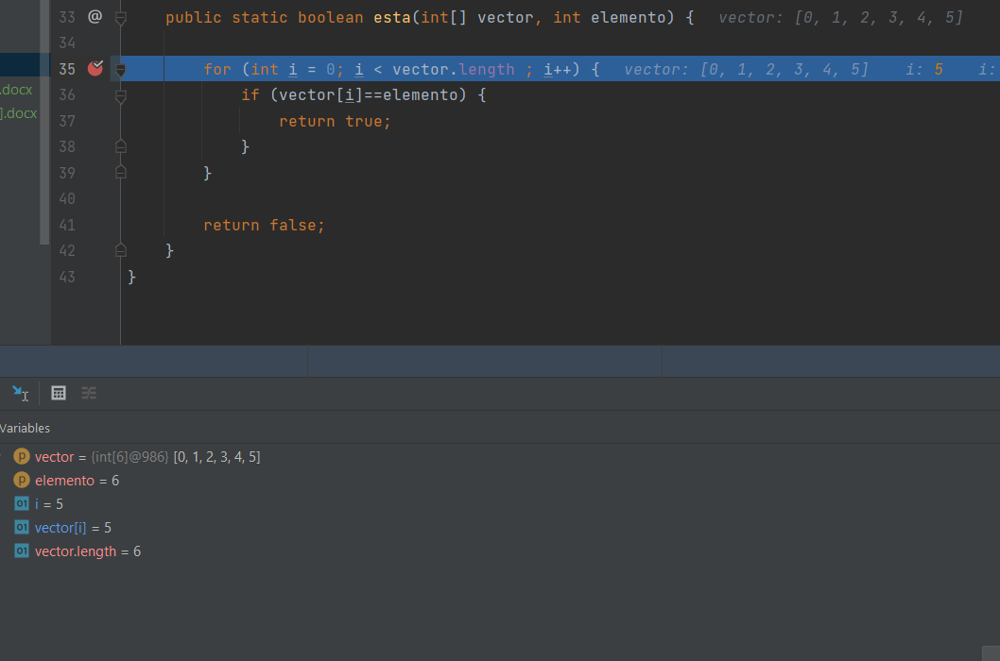 33 @ public static boolean esta(int[] vector, int elemento) { vector: [0, 1, 2, 3, 4, 5]
34
35 for (int i = 0; i < vector.length ; i++) { vector: [0, 1, 2, 3, 4, 5] i: 5 i:
.docx
36 if (vector[i]==elemento) {
].docx
37 return true;
38 }
39 }
40
41 return false;
42 }
43 }
Variables
p vector = {int[6]@986} [0, 1, 2, 3, 4, 5]
p elemento = 6
01 i = 5
01 vector[i] = 5
01 vector.length = 6